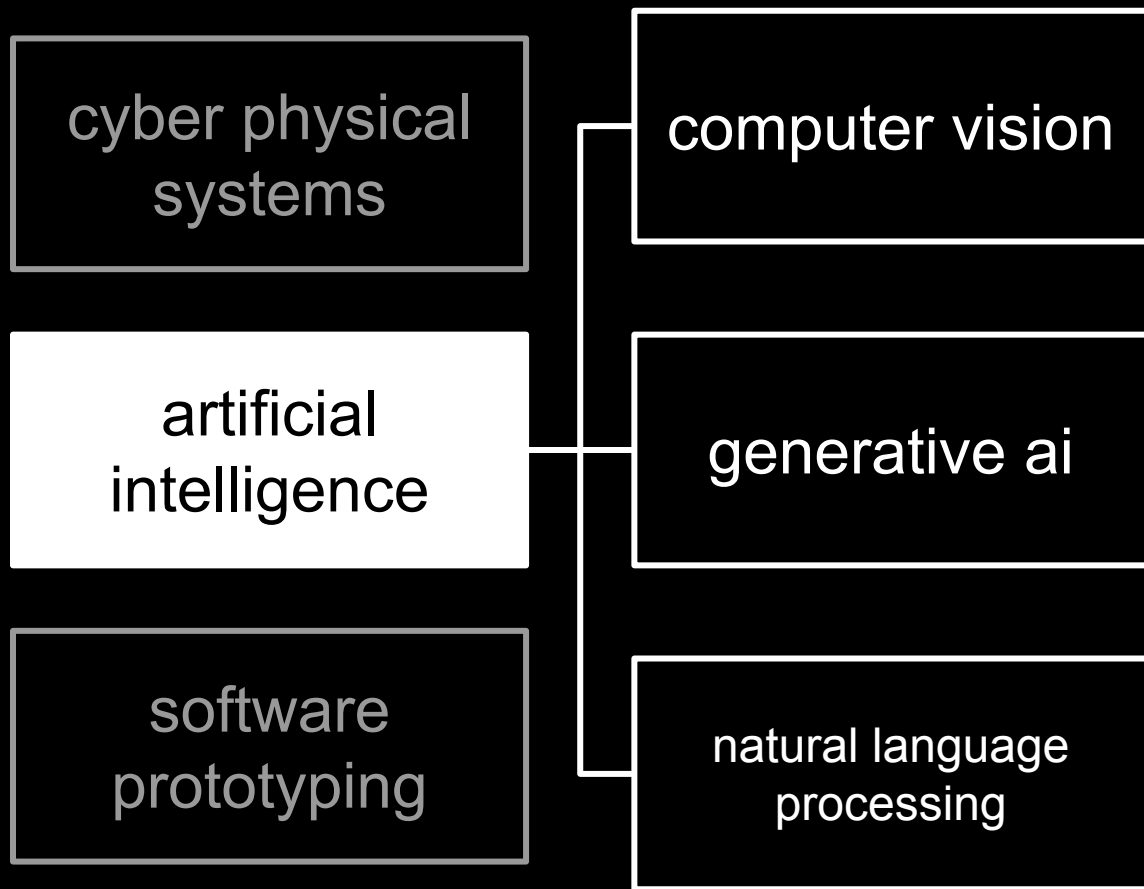 cyber physical
systems
artificial
intelligence
software
prototyping
computer vision
generative ai
natural language
processing